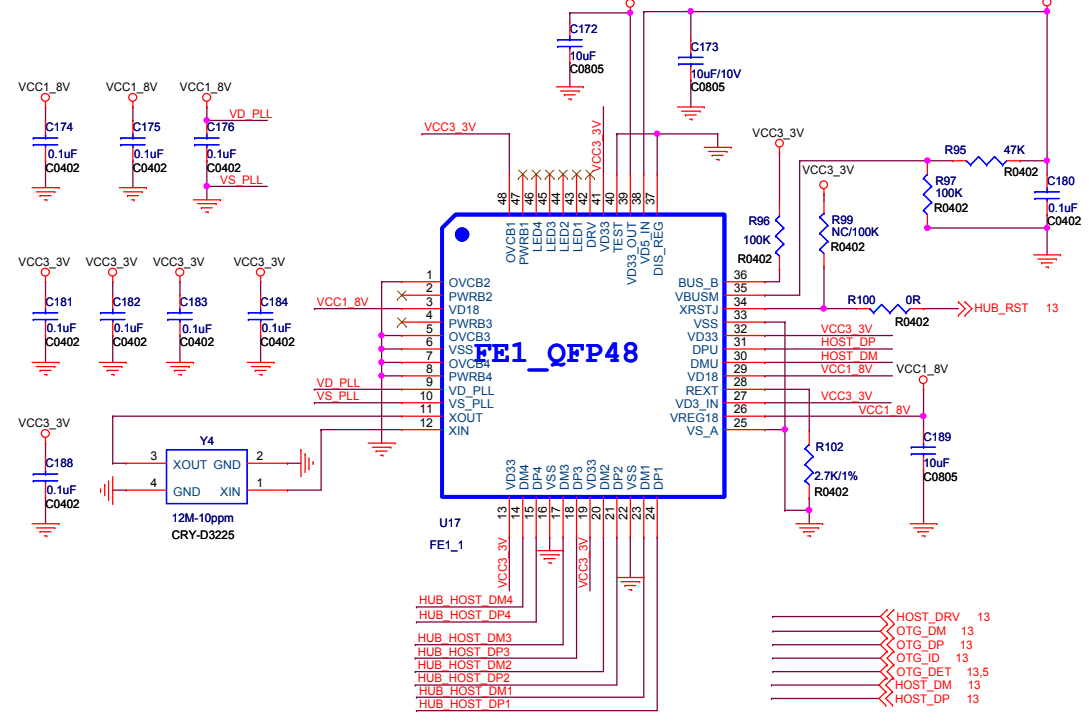 C172
10uF
C0805
C173
10uF/10V
C0805
VCC1_8V
C174
0.1uF
C0402
VCC1_8V
C175
0.1uF
C0402
VCC1_8V
VD_PLL
C176
0.1uF
C0402
VS_PLL
VCC3_3V
VCC3_3V
VCC3_3V
R95
47K
R0402
R97
100K
R0402
C180
0.1uF
C0402
R96
100K
R0402
VCC3_3V
R99
NC/100K
R0402
48
47
46
45
44
43
42
41
40
39
38
37
OVCB1
PWRB1
LED4
LED3
LED2
LED1
DRV
VD33
TEST
VD33_OUT
VD5_IN
DIS_REG
VCC3_3V
C181
0.1uF
C0402
VCC3_3V
C182
0.1uF
C0402
VCC3_3V
C183
0.1uF
C0402
VCC3_3V
C184
0.1uF
C0402
VCC1_8V
VD_PLL
VS_PLL
1 OVCB2
2 PWRB2
3 VD18
4 PWRB3
5 OVCB3
6 VSS
7 OVCB4
8 PWRB4
9 VD_PLL
10 VS_PLL
11 XOUT
12 XIN
FE1_QFP48
BUS_B 36
VBUSM 35
XRSTJ 34
VSS 33
VD33 32
DPU 31
DMU 30
VD18 29
REXT 28
VD3_IN 27
VREG18 26
VS_A 25
R100 0R
R0402
HUB_RST 13
VCC3_3V
HOST_DP
HOST_DM
VCC1_8V
VCC3_3V
VCC1_8V
VCC1_8V
C189
10uF
C0805
R102
2.7K/1%
R0402
VCC3_3V
C188
0.1uF
C0402
Y4
3 XOUT GND 2
4 GND XIN 1
12M-10ppm
CRY-D3225
VD33
DM4
DP4
VSS
DM3
DP3
VD33
DM2
DP2
VSS
DM1
DP1
13
14
15
16
17
18
19
20
21
22
23
24
U17
FE1_1
VCC3_3V
VCC3_3V
HUB_HOST_DM4
HUB_HOST_DP4
HUB_HOST_DM3
HUB_HOST_DP3
HUB_HOST_DM2
HUB_HOST_DP2
HUB_HOST_DM1
HUB_HOST_DP1
HOST_DRV 13
OTG_DM 13
OTG_DP 13
OTG_ID 13
OTG_DET 13,5
HOST_DM 13
HOST_DP 13